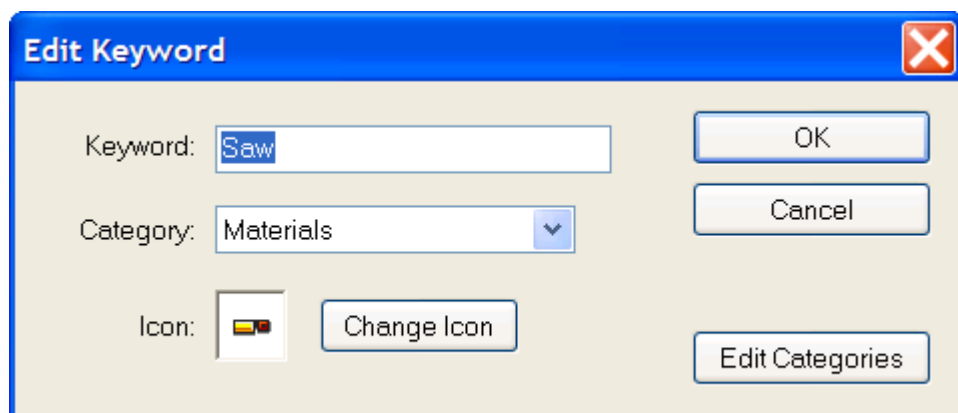 Edit Keyword
Keyword: Saw
OK
Category: Materials
Cancel
Icon: Change Icon
Edit Categories